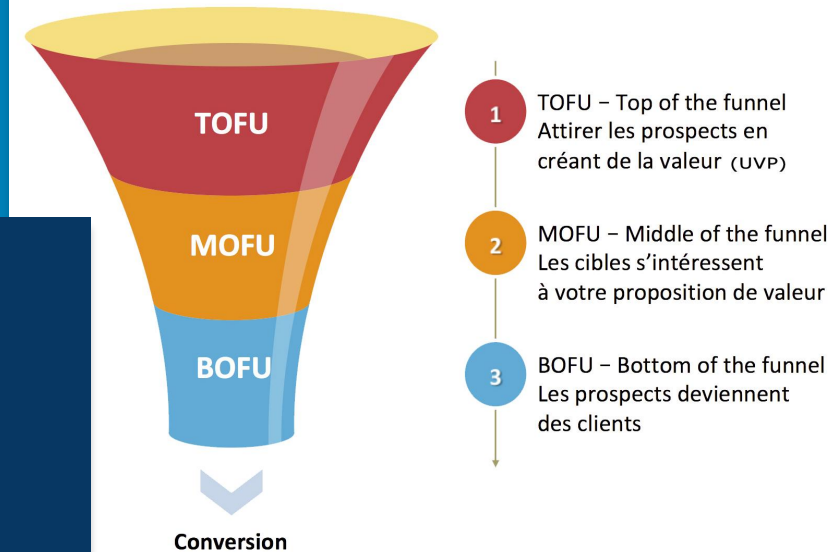 TOFU
MOFU
BOFU
Conversion
1
TOFU – Top of the funnel
Attirer les prospects en
créant de la valeur (UVP)
2
MOFU – Middle of the funnel
Les cibles s’intéressent
à votre proposition de valeur
3
BOFU – Bottom of the funnel
Les prospects deviennent
des clients